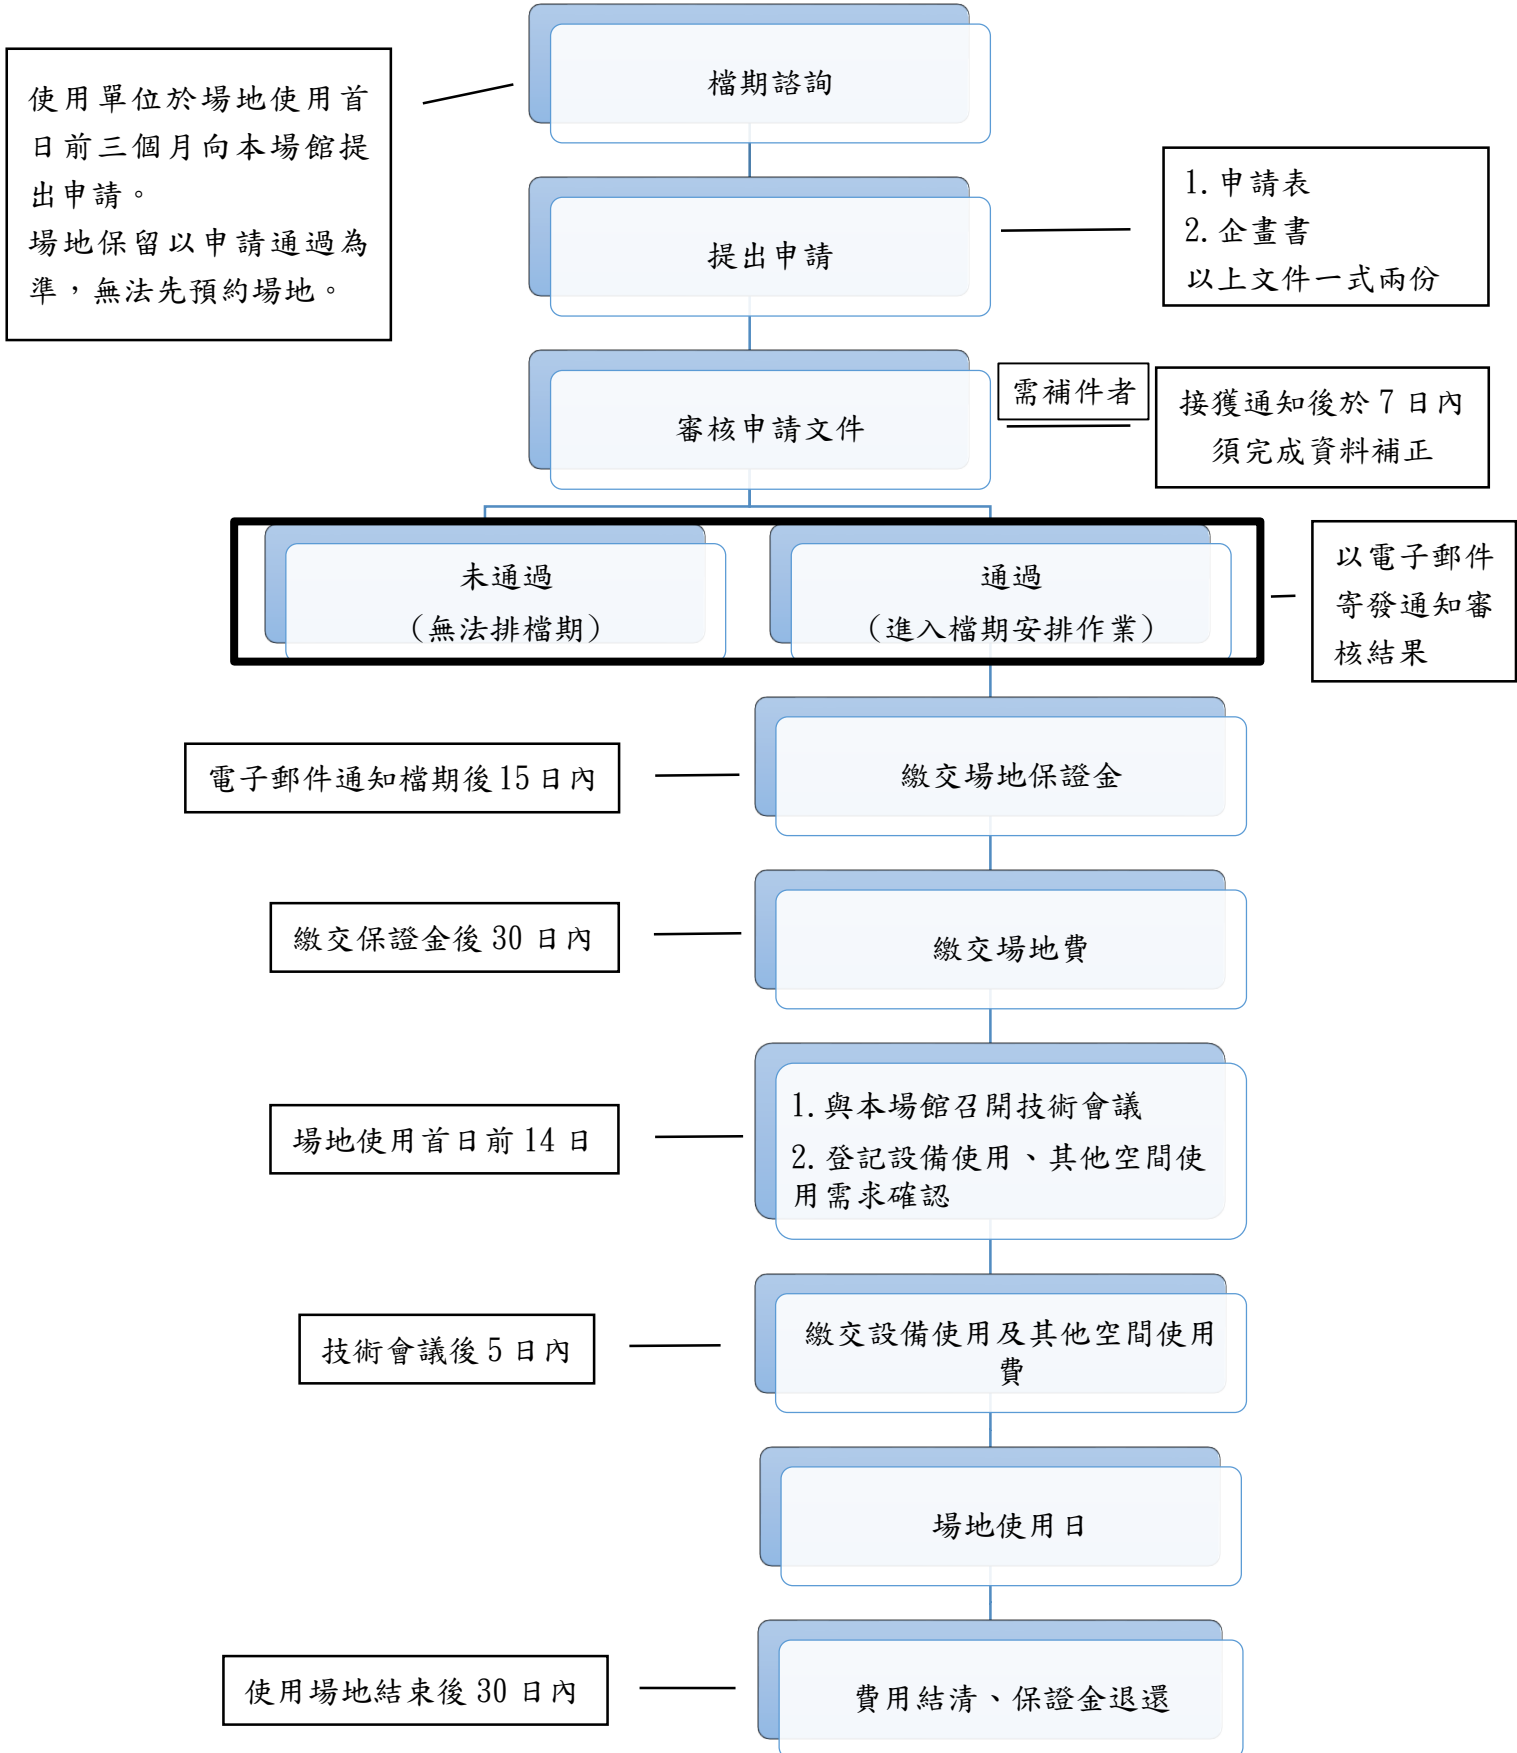 檔期諮詢
使用單位於場地使用首
日前三個月向本場館提
出申請。
場地保留以申請通過為
準，無法先預約場地。
提出申請
1.申請表
2.企畫書
以上文件一式兩份
審核申請文件
需補件者
接獲通知後於7日內
須完成資料補正
未通過
（無法排檔期）
通過
（進入檔期安排作業）
以電子郵件
寄發通知審
核結果
電子郵件通知檔期後15日內
繳交場地保證金
繳交保證金後30日內
繳交場地費
場地使用首日前14日
1.與本場館召開技術會議
2.登記設備使用、其他空間使
用需求確認
技術會議後5日內
繳交設備使用及其他空間使用
費
場地使用日
使用場地結束後30日內
費用結清、保證金退還